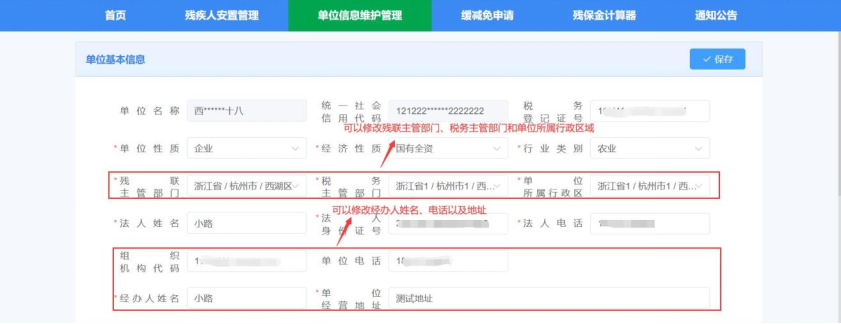 首页 残疾人安置管理 单位信息维护管理 缓减免申请 残保金计算器 通知公告
单位基本信息 保存
单位名称 西******十八 统一社会信用代码 121222******2222222 税务登记证号
可以修改残联主管部门、税务主管部门和单位所属行政区域
*单位性质 企业 *经济性质 国有全资 *行业类别 农业
*残联主管部门 浙江省 / 杭州市 / 西湖区 *税务主管部门 浙江省1 / 杭州市1 / 西... *单位所属行政区 浙江省1 / 杭州市1 / 西...
可以修改经办人姓名、电话以及地址
*法人姓名 小路 *法人身份证号 *法人电话
组织机构代码 单位电话
*经办人姓名 小路 *单位经营地址 测试地址